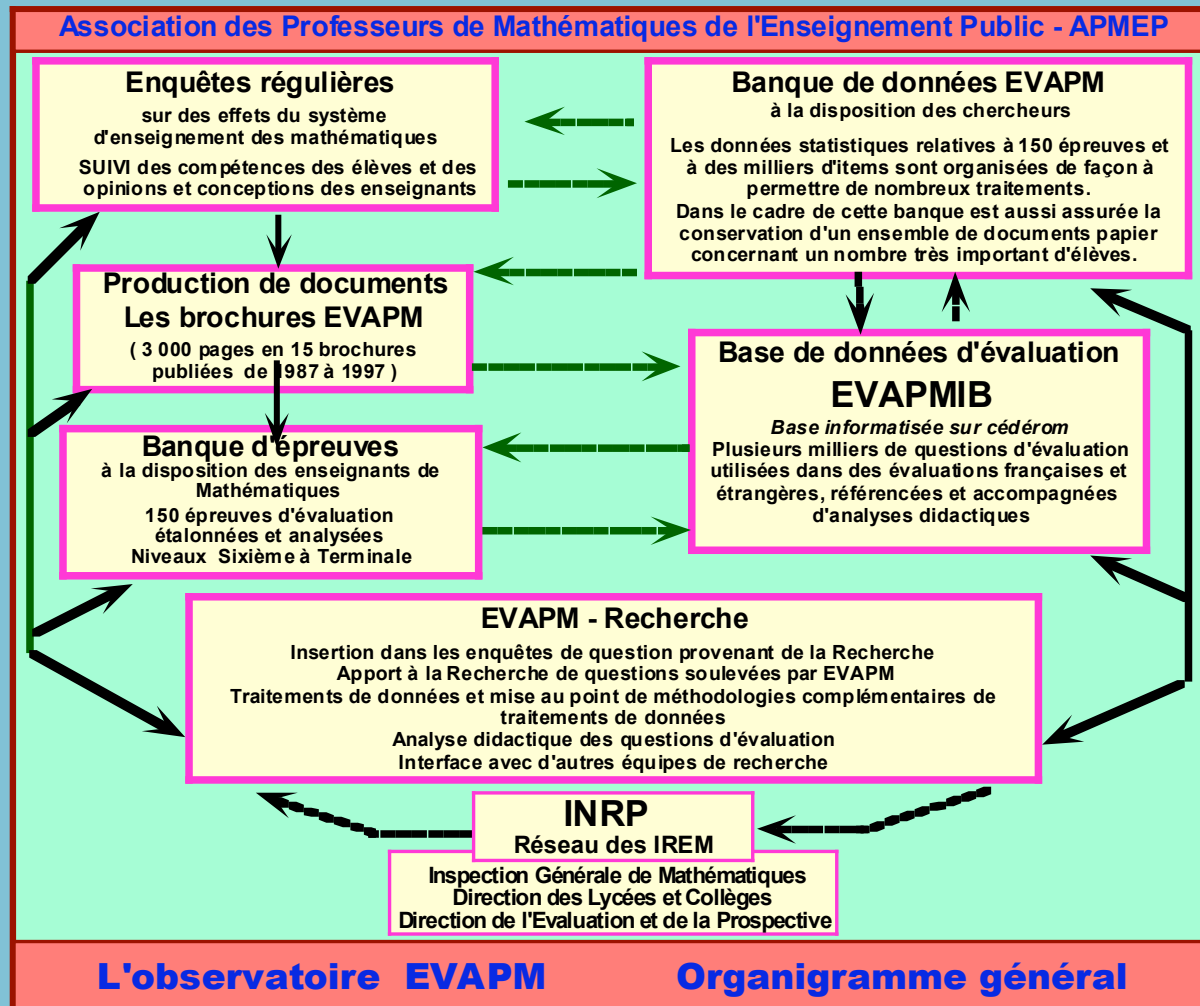 Association des Professeurs de Mathématiques de l'Enseignement Public - APMEP
Enquêtes régulières
sur des effets du système
d'enseignement des mathématiques
SUIVI des compétences des élèves et des
opinions et conceptions des enseignants
Banque de données EVAPM
à la disposition des chercheurs
Les données statistiques relatives à 150 épreuves et
à des milliers d'items sont organisées de façon à
permettre de nombreux traitements.
Dans le cadre de cette banque est aussi assurée la
conservation d'un ensemble de documents papier
concernant un nombre très important d'élèves.
Production de documents
Les brochures EVAPM
( 3 000 pages en 15 brochures
publiées de 1987 à 1997 )
Base de données d'évaluation
EVAPMIB
Base informatisée sur cédérom
Plusieurs milliers de questions d'évaluation
utilisées dans des évaluations françaises et
étrangères, référencées et accompagnées
d'analyses didactiques
Banque d'épreuves
à la disposition des enseignants de
Mathématiques
150 épreuves d'évaluation
étalonnées et analysées
Niveaux Sixième à Terminale
EVAPM - Recherche
Insertion dans les enquêtes de question provenant de la Recherche
Apport à la Recherche de questions soulevées par EVAPM
Traitements de données et mise au point de méthodologies complémentaires de
traitements de données
Analyse didactique des questions d'évaluation
Interface avec d'autres équipes de recherche
INRP
Réseau des IREM
Inspection Générale de Mathématiques
Direction des Lycées et Collèges
Direction de l'Evaluation et de la Prospective
L'observatoire EVAPM Organigramme général